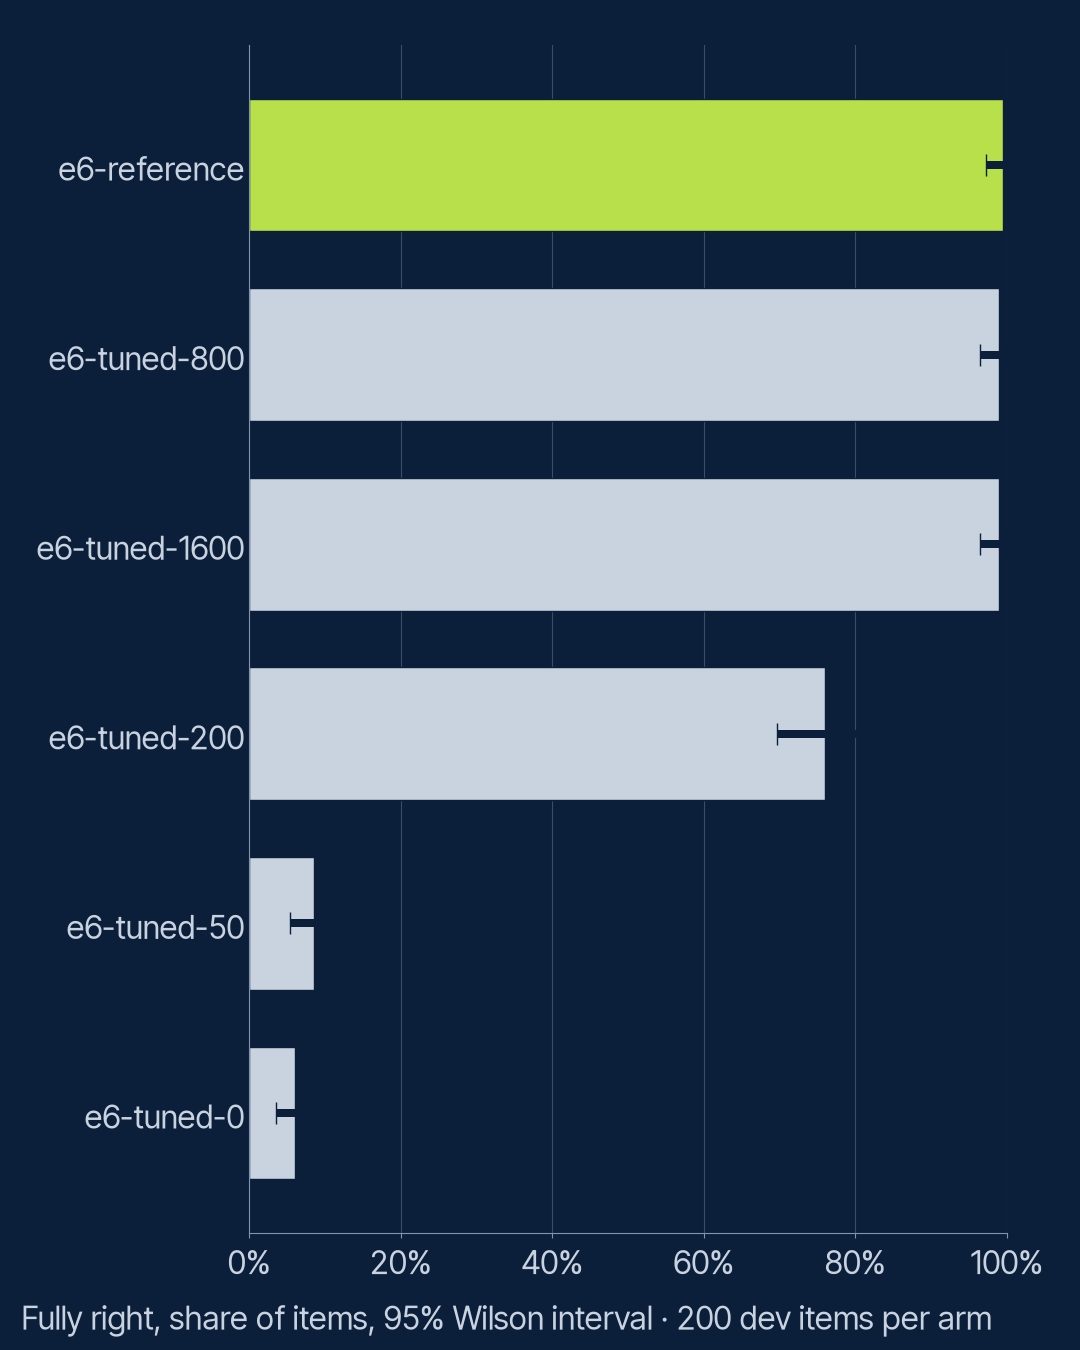 e6-reference
e6-tuned-800
e6-tuned-1600
e6-tuned-200
e6-tuned-50
e6-tuned-0
0% 20% 40% 60% 80% 100%
Fully right, share of items, 95% Wilson interval · 200 dev items per arm